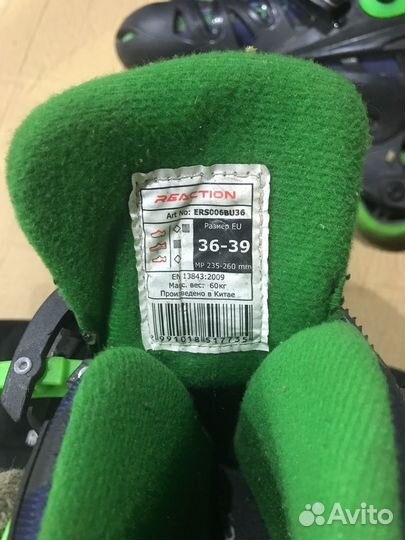 REACTION
Art No: ERS006BU36
Размер EU
36-39
MP 235-260 mm
EN 13843:2009
Макс. вес: 60кг
Произведено в Китае
9991018517735
Avito